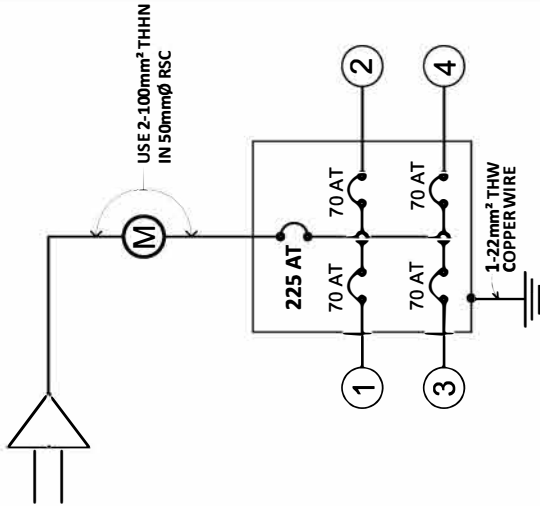 USE 2-100mm² THHN
IN 50mmØ RSC
M
225 AT
70 AT
70 AT
1
2
70 AT
70 AT
3
4
1-22mm² THW
COPPER WIRE